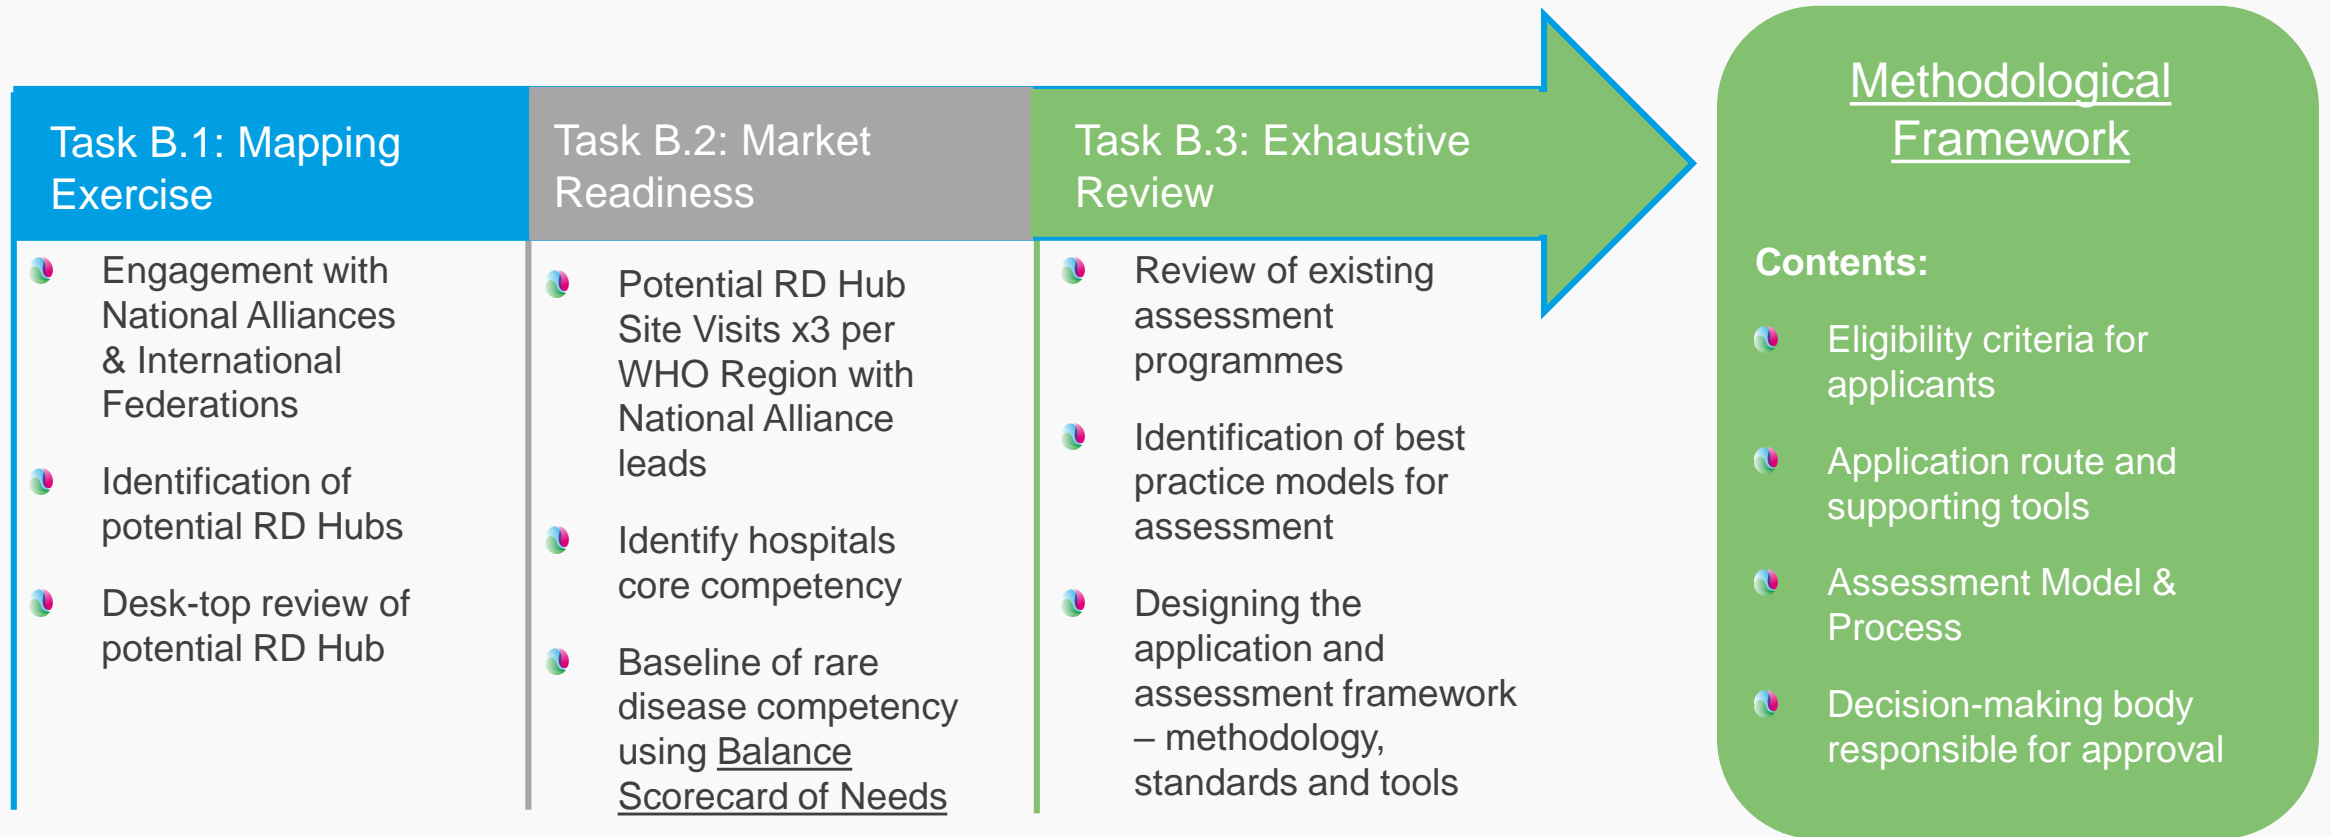 Task B.1: Mapping
Exercise
Engagement with
National Alliances
& International
Federations
Identification of
potential RD Hubs
Desk-top review of
potential RD Hub
Task B.2: Market
Readiness
Potential RD Hub
Site Visits x3 per
WHO Region with
National Alliance
leads
Identify hospitals
core competency
Baseline of rare
disease competency
using Balance
Scorecard of Needs
Task B.3: Exhaustive
Review
Review of existing
assessment
programmes
Identification of best
practice models for
assessment
Designing the
application and
assessment framework
– methodology,
standards and tools
Methodological
Framework
Contents:
Eligibility criteria for
applicants
Application route and
supporting tools
Assessment Model &
Process
Decision-making body
responsible for approval